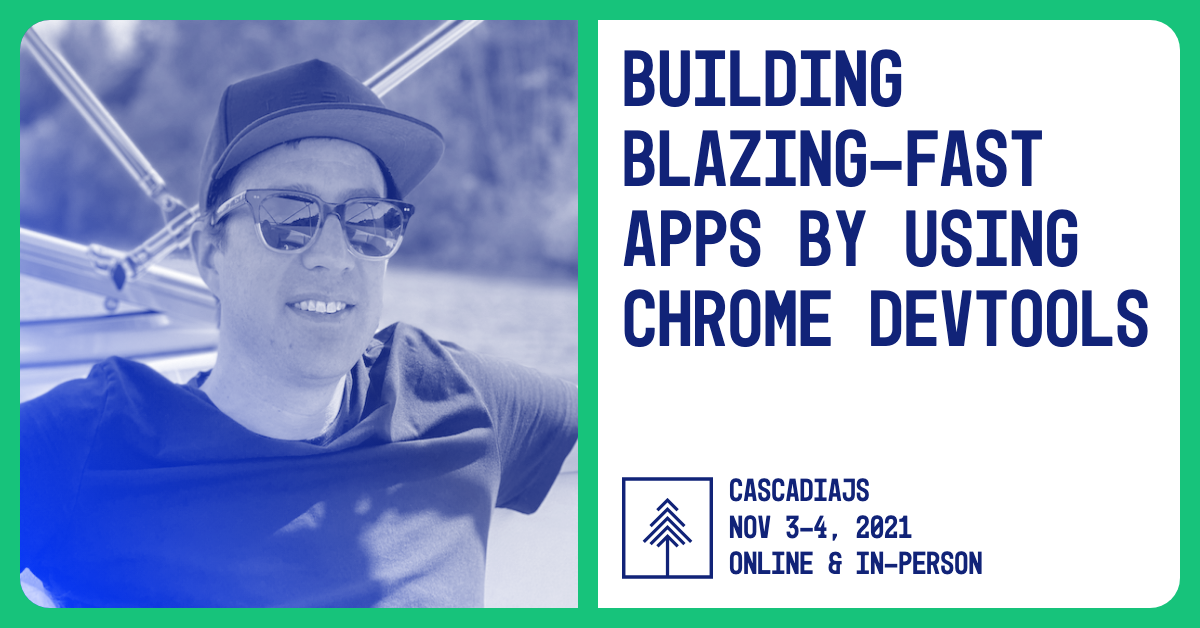 BUILDING
BLAZING-FAST
APPS BY USING
CHROME DEVTOOLS
CASCADIAJS
NOV 3-4, 2021
ONLINE & IN-PERSON